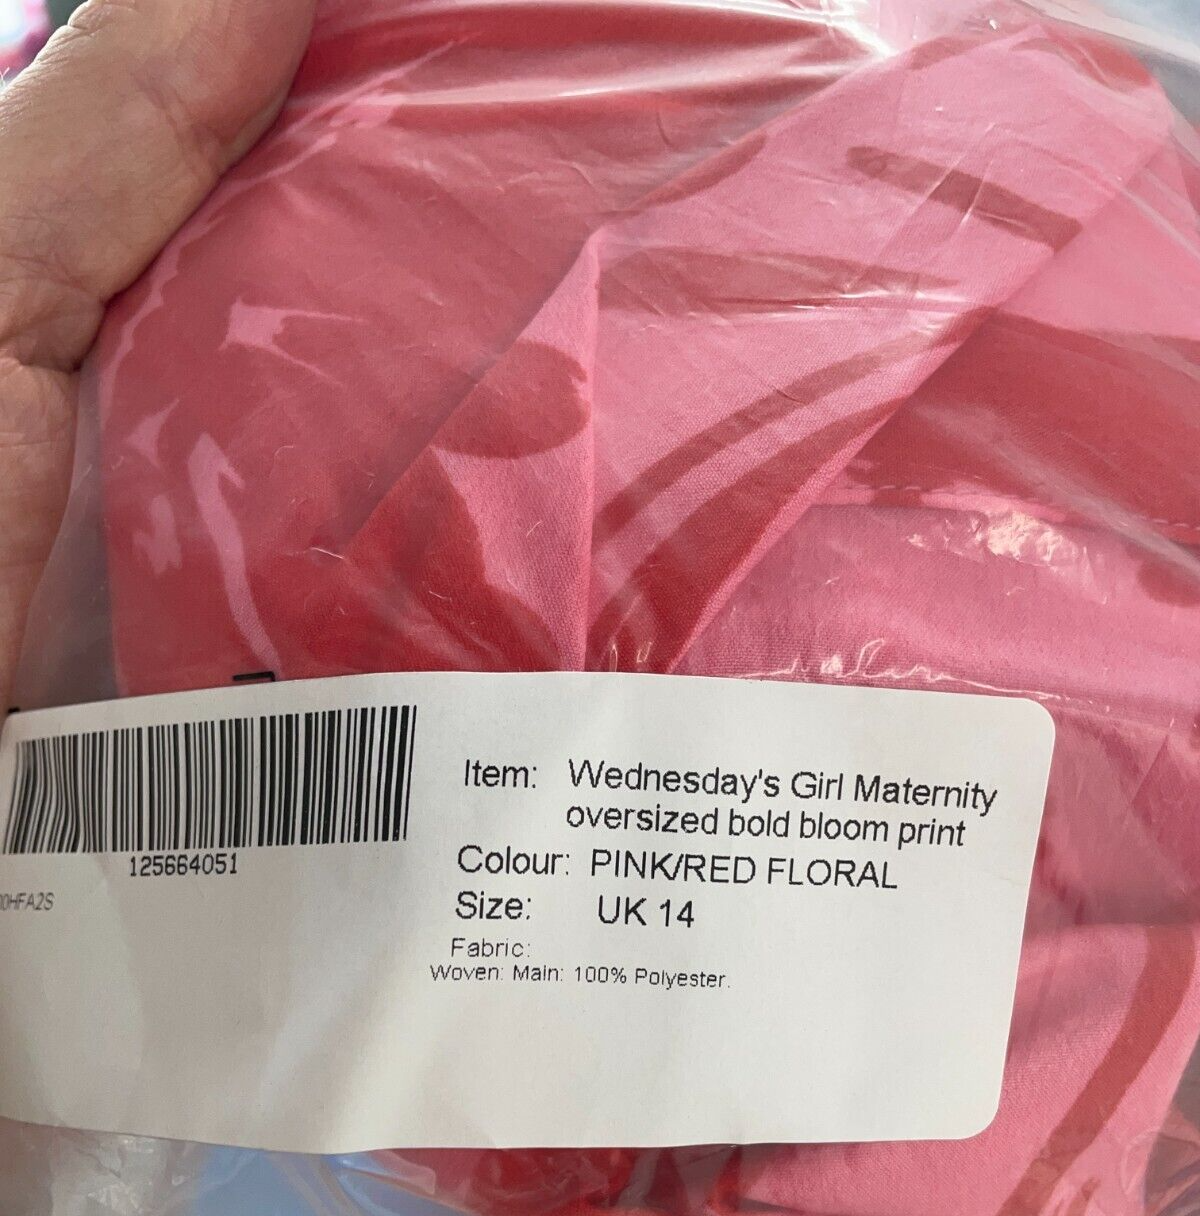 Item: Wednesday's Girl Maternity
oversized bold bloom print
Colour: PINK/RED FLORAL
Size: UK 14
Fabric:
Woven: Main: 100% Polyester.
125664051